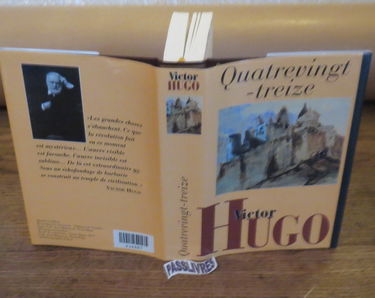 «Les grandes choses
s'ébauchent. Ce que
la révolution fait
en ce moment
est mystérieux... L'œuvre visible
est farouche; l'œuvre invisible est
sublime... De là est extraordinaire 93
Sous un échafaudage de barbarie
se construit un temple de civilisation.»
VICTOR HUGO
Victor
HUGO
Quatrevingt-treize
Quatrevingt
-treize
Victor
HUGO
PASSLIVRES